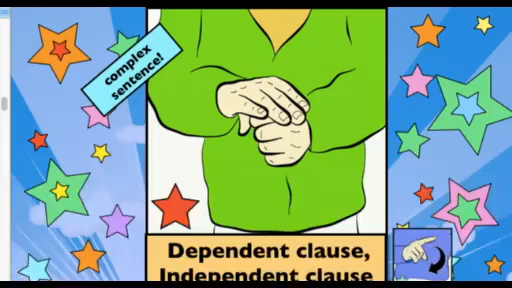 complex
sentence!
Dependent clause,
Independent clause